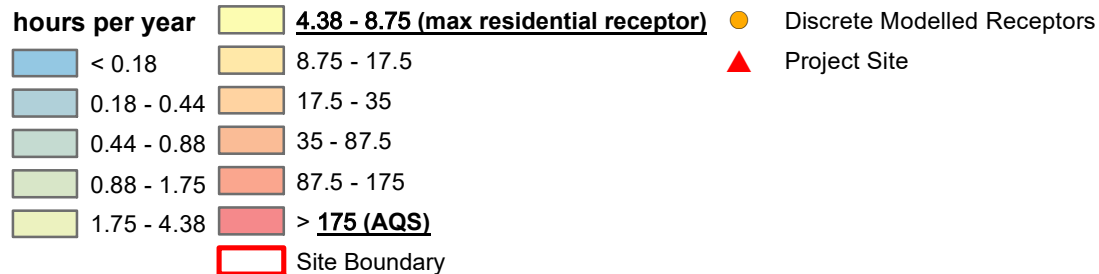 hours per year
< 0.18
0.18 - 0.44
0.44 - 0.88
0.88 - 1.75
1.75 - 4.38
4.38 - 8.75 (max residential receptor)
8.75 - 17.5
17.5 - 35
35 - 87.5
87.5 - 175
> 175 (AQS)
Site Boundary
Discrete Modelled Receptors
Project Site